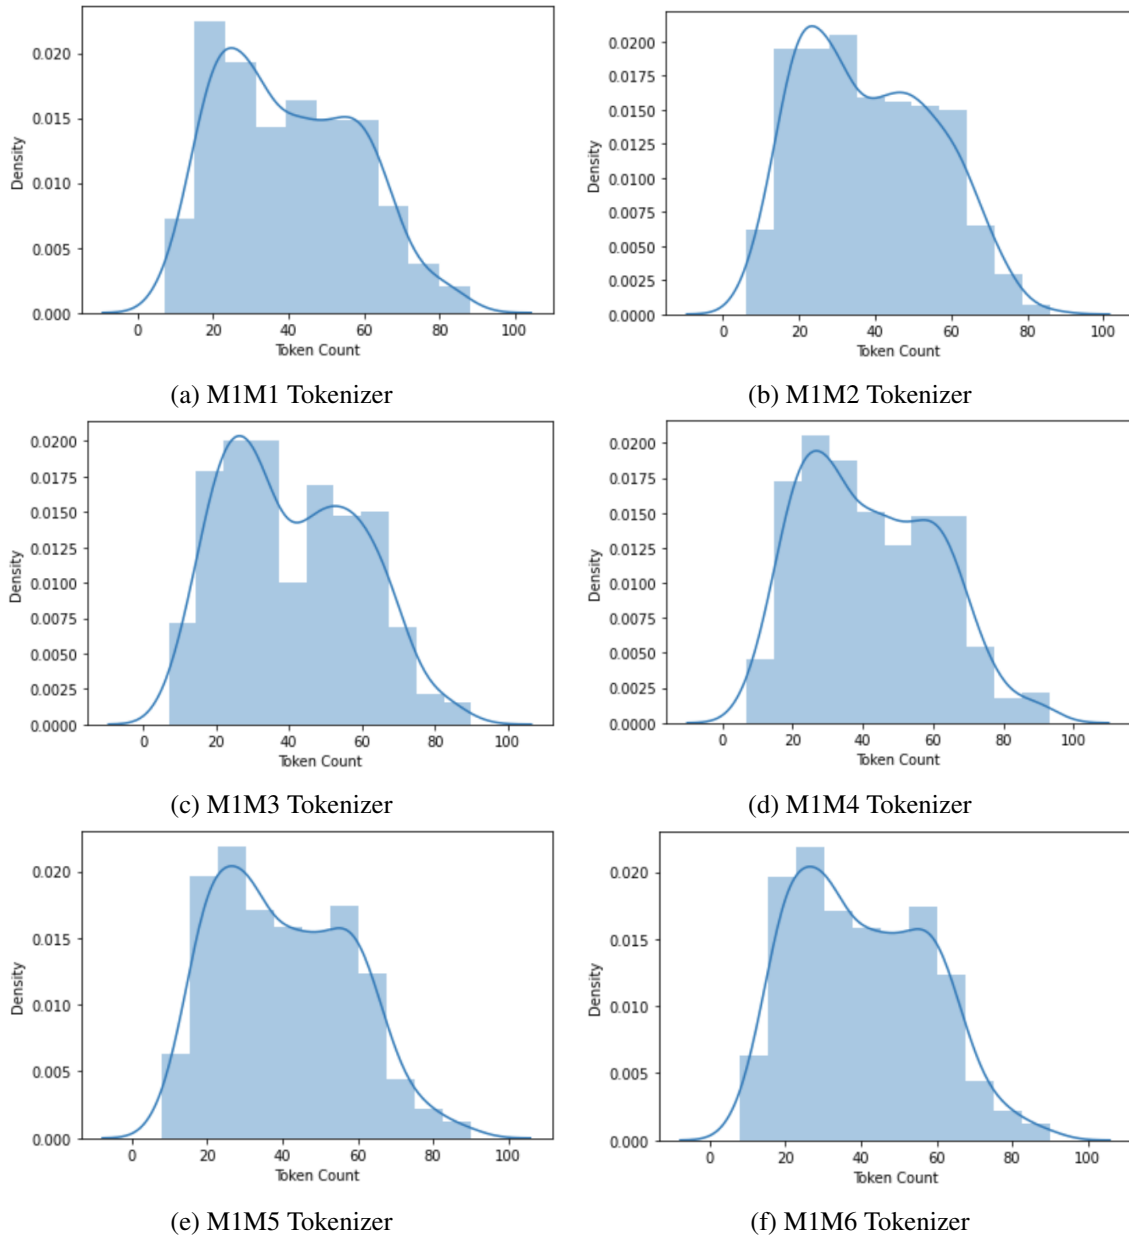 0.020
0.015
0.010
0.005
0.000
Density
0 20 40 60 80 100
Token Count
(a) M1M1 Tokenizer
0.0200
0.0175
0.0150
0.0125
0.0100
0.0075
0.0050
0.0025
0.0000
Density
0 20 40 60 80 100
Token Count
(b) M1M2 Tokenizer
0.0200
0.0175
0.0150
0.0125
0.0100
0.0075
0.0050
0.0025
0.0000
Density
0 20 40 60 80 100
Token Count
(c) M1M3 Tokenizer
0.0200
0.0175
0.0150
0.0125
0.0100
0.0075
0.0050
0.0025
0.0000
Density
0 20 40 60 80 100
Token Count
(d) M1M4 Tokenizer
0.020
0.015
0.010
0.005
0.000
Density
0 20 40 60 80 100
Token Count
(e) M1M5 Tokenizer
0.020
0.015
0.010
0.005
0.000
Density
0 20 40 60 80 100
Token Count
(f) M1M6 Tokenizer